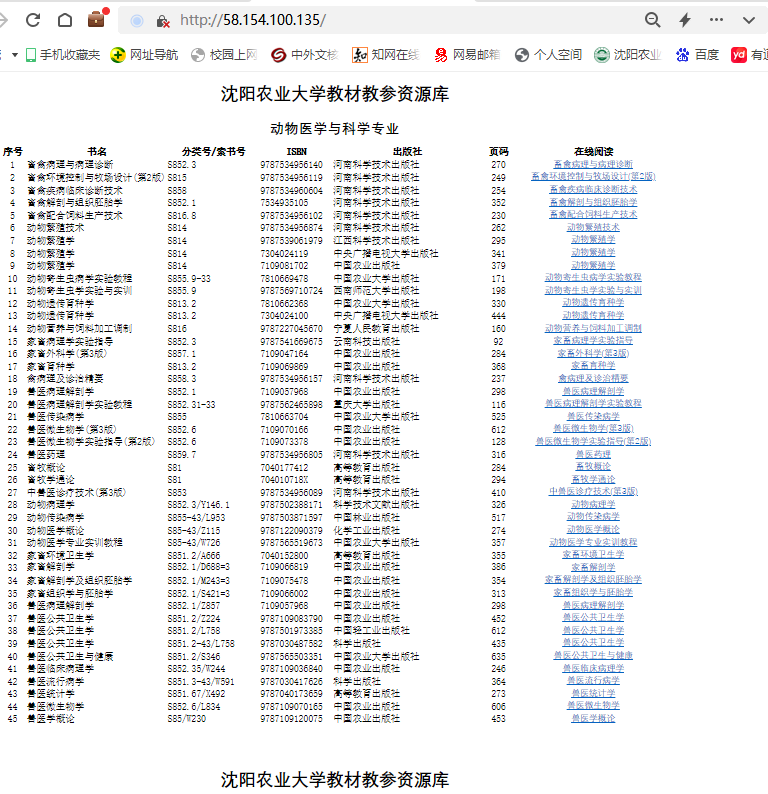 http://58.154.100.135/
手机收藏夹 网址导航 校园上网 中外文核 知网在线 网易邮箱 个人空间 沈阳农业 百度 有道
沈阳农业大学教材教参资源库
动物医学与科学专业
序号 书名 分类号/索书号 ISBN 出版社 页码 在线阅读
1 畜禽病理与病理诊断 S852.3 9787534956140 河南科学技术出版社 270 畜禽病理与病理诊断
2 畜禽环境控制与牧场设计(第2版) S815 9787534956119 河南科学技术出版社 249 畜禽环境控制与牧场设计(第2版)
3 畜禽疾病临床诊断技术 S858 9787534960604 河南科学技术出版社 254 畜禽疾病临床诊断技术
4 畜禽解剖与组织胚胎学 S852.1 7534935105 河南科学技术出版社 352 畜禽解剖与组织胚胎学
5 畜禽配合饲料生产技术 S816.8 9787534956102 河南科学技术出版社 230 畜禽配合饲料生产技术
6 动物繁殖技术 S814 9787534956874 河南科学技术出版社 262 动物繁殖技术
7 动物繁殖学 S814 9787539061979 江西科学技术出版社 295 动物繁殖学
8 动物繁殖学 S814 7304024119 中央广播电视大学出版社 341 动物繁殖学
9 动物繁殖学 S814 7109081702 中国农业出版社 379 动物繁殖学
10 动物寄生虫病学实验教程 S855.9-33 7810669478 中国农业大学出版社 171 动物寄生虫病学实验教程
11 动物寄生虫学实验与实训 S855.9 9787569710724 西南师范大学出版社 198 动物寄生虫学实验与实训
12 动物遗传育种学 S813.2 7810662368 中国农业大学出版社 330 动物遗传育种学
13 动物遗传育种学 S813.2 7304024100 中央广播电视大学出版社 444 动物遗传育种学
14 动物营养与饲料加工调制 S816 9787227045670 宁夏人民教育出版社 160 动物营养与饲料加工调制
15 家畜病理学实验指导 S852.3 9787541669675 云南科技出版社 92 家畜病理学实验指导
16 家畜外科学(第3版) S857.1 7109047164 中国农业出版社 284 家畜外科学(第3版)
17 家畜育种学 S813.2 7109069869 中国农业出版社 368 家畜育种学
18 禽病理及诊治精要 S858.3 9787534956157 河南科学技术出版社 237 禽病理及诊治精要
19 兽医病理解剖学 S852.1 7109057968 中国农业出版社 298 兽医病理解剖学
20 兽医病理解剖学实验教程 S852.31-33 9787562465898 重庆大学出版社 116 兽医病理解剖学实验教程
21 兽医传染病学 S855 7810663704 中国农业大学出版社 525 兽医传染病学
22 兽医微生物学(第3版) S852.6 7109070166 中国农业出版社 612 兽医微生物学(第3版)
23 兽医微生物学实验指导(第2版) S852.6 7109073378 中国农业出版社 128 兽医微生物学实验指导(第2版)
24 兽医药理 S859.7 9787534956805 河南科学技术出版社 316 兽医药理
25 畜牧概论 S81 7040177412 高等教育出版社 284 畜牧概论
26 畜牧学通论 S81 704010718X 高等教育出版社 294 畜牧学通论
27 中兽医诊疗技术(第3版) S853 9787534956089 河南科学技术出版社 410 中兽医诊疗技术(第3版)
28 动物病理学 S852.3/Y146.1 9787502388171 科学技术文献出版社 326 动物病理学
29 动物传染病学 S855-43/L953 9787503871597 中国林业出版社 517 动物传染病学
30 动物医学概论 S85-43/Z115 9787122090379 化学工业出版社 274 动物医学概论
31 动物医学专业实训教程 S85-43/W726 9787565519673 中国农业大学出版社 357 动物医学专业实训教程
32 家畜环境卫生学 S851.2/A666 7040152800 高等教育出版社 355 家畜环境卫生学
33 家畜解剖学 S852.1/D688=3 7109066819 中国农业出版社 386 家畜解剖学
34 家畜解剖学及组织胚胎学 S852.1/M243=3 7109075478 中国农业出版社 354 家畜解剖学及组织胚胎学
35 家畜组织学与胚胎学 S852.1/S421=3 7109066002 中国农业出版社 313 家畜组织学与胚胎学
36 兽医病理解剖学 S852.1/Z857 7109057968 中国农业出版社 298 兽医病理解剖学
37 兽医公共卫生学 S851.2/Z224 9787109083790 中国农业出版社 452 兽医公共卫生学
38 兽医公共卫生学 S851.2/L758 9787501973385 中国轻工业出版社 612 兽医公共卫生学
39 兽医公共卫生学 S851.2-43/L758 9787030487582 科学出版社 435 兽医公共卫生学
40 兽医公共卫生与健康 S851.2/S346 9787565503351 中国农业大学出版社 635 兽医公共卫生与健康
41 兽医临床病理学 S852.35/W244 9787109036840 中国农业出版社 246 兽医临床病理学
42 兽医流行病学 S851.3-43/W591 9787030417626 科学出版社 364 兽医流行病学
43 兽医统计学 S851.67/X492 9787040173659 高等教育出版社 273 兽医统计学
44 兽医微生物学 S852.6/L834 9787109070165 中国农业出版社 606 兽医微生物学
45 兽医学概论 S85/W230 9787109120075 中国农业出版社 453 兽医学概论
沈阳农业大学教材教参资源库